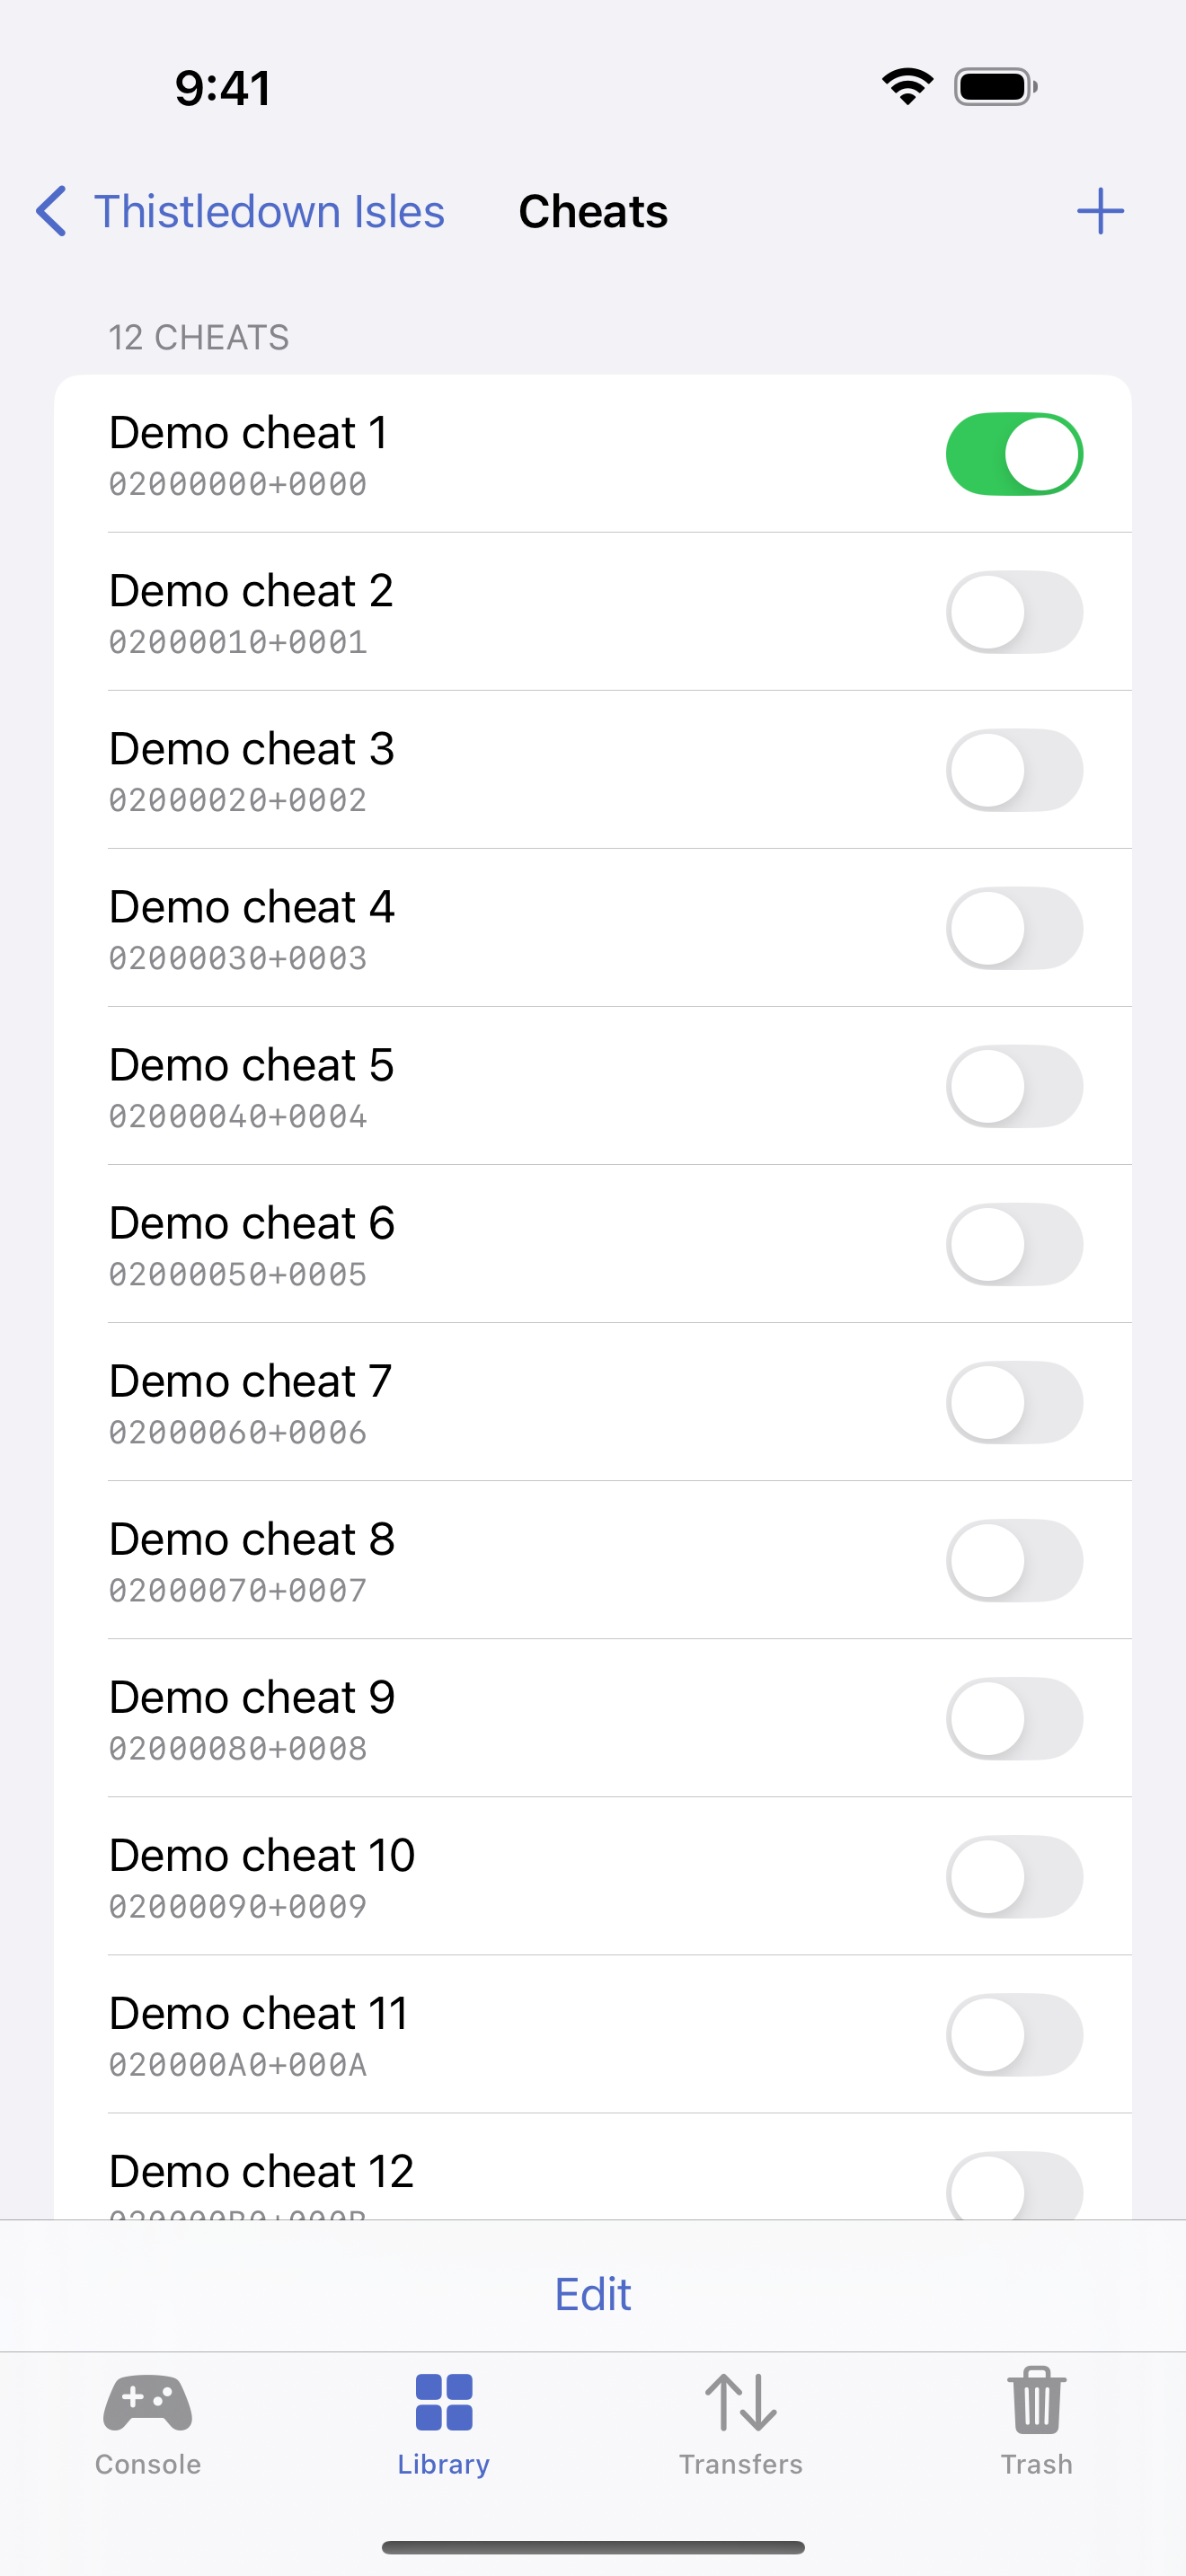 9:41
Thistledown Isles
Cheats
12 CHEATS
Demo cheat 1
02000000+0000
Demo cheat 2
02000010+0001
Demo cheat 3
02000020+0002
Demo cheat 4
02000030+0003
Demo cheat 5
02000040+0004
Demo cheat 6
02000050+0005
Demo cheat 7
02000060+0006
Demo cheat 8
02000070+0007
Demo cheat 9
02000080+0008
Demo cheat 10
02000090+0009
Demo cheat 11
020000A0+000A
Demo cheat 12
Edit
Console
Library
Transfers
Trash